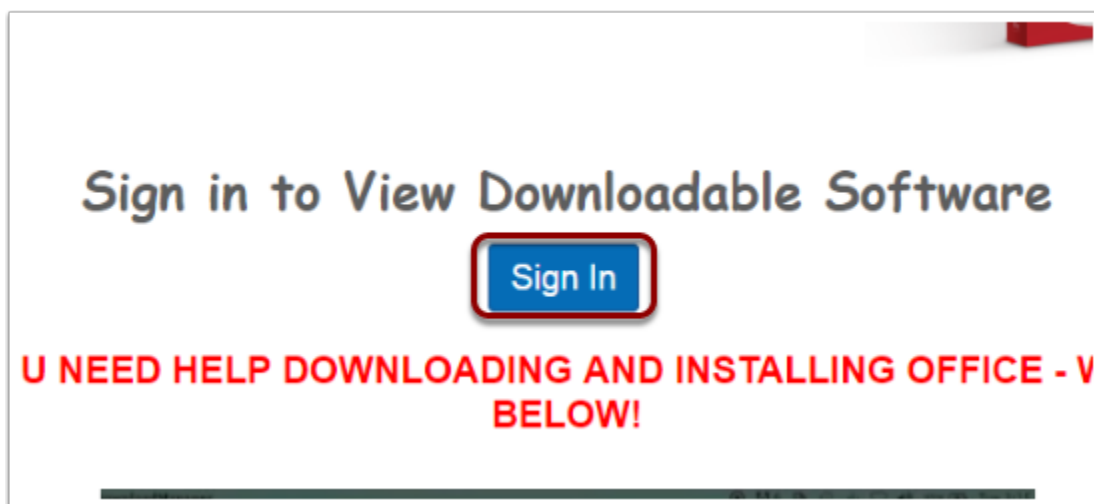 Sign in to View Downloadable Software
Sign In
U NEED HELP DOWNLOADING AND INSTALLING OFFICE -
BELOW!